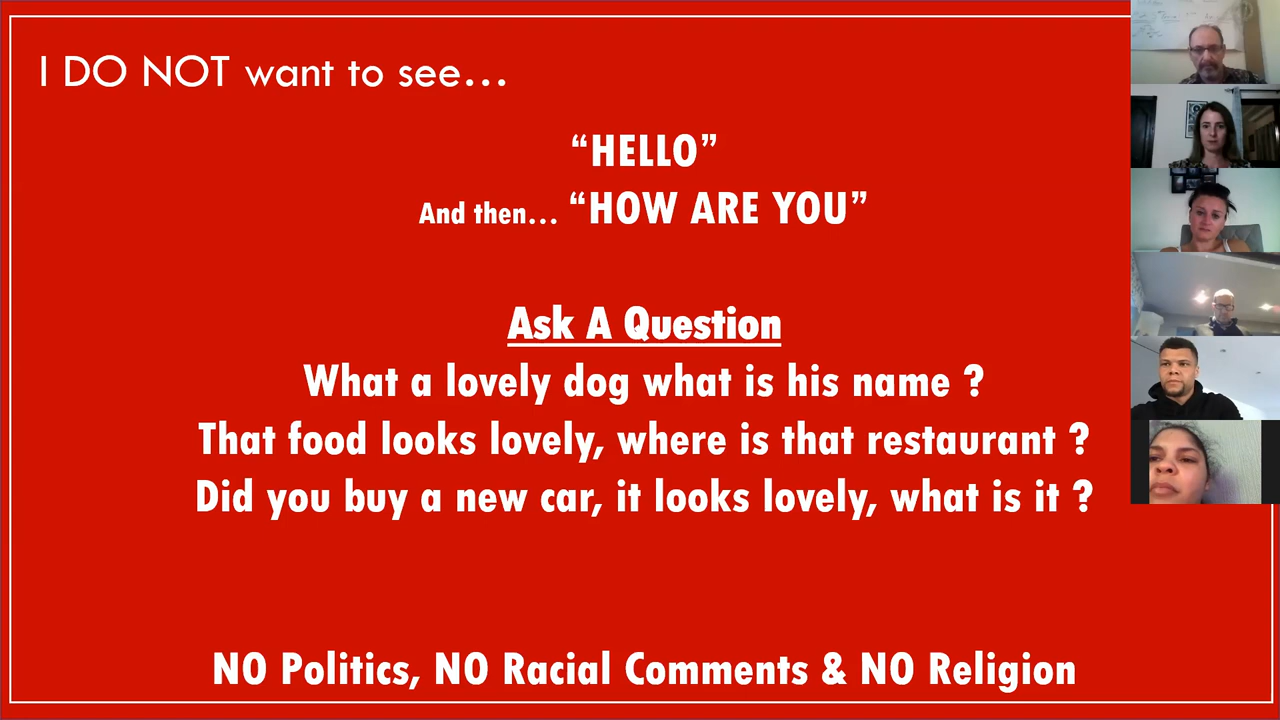 I DO NOT want to see...
“HELLO”
And then... “HOW ARE YOU”
Ask A Question
What a lovely dog what is his name ?
That food looks lovely, where is that restaurant ?
Did you buy a new car, it looks lovely, what is it ?
NO Politics, NO Racial Comments & NO Religion